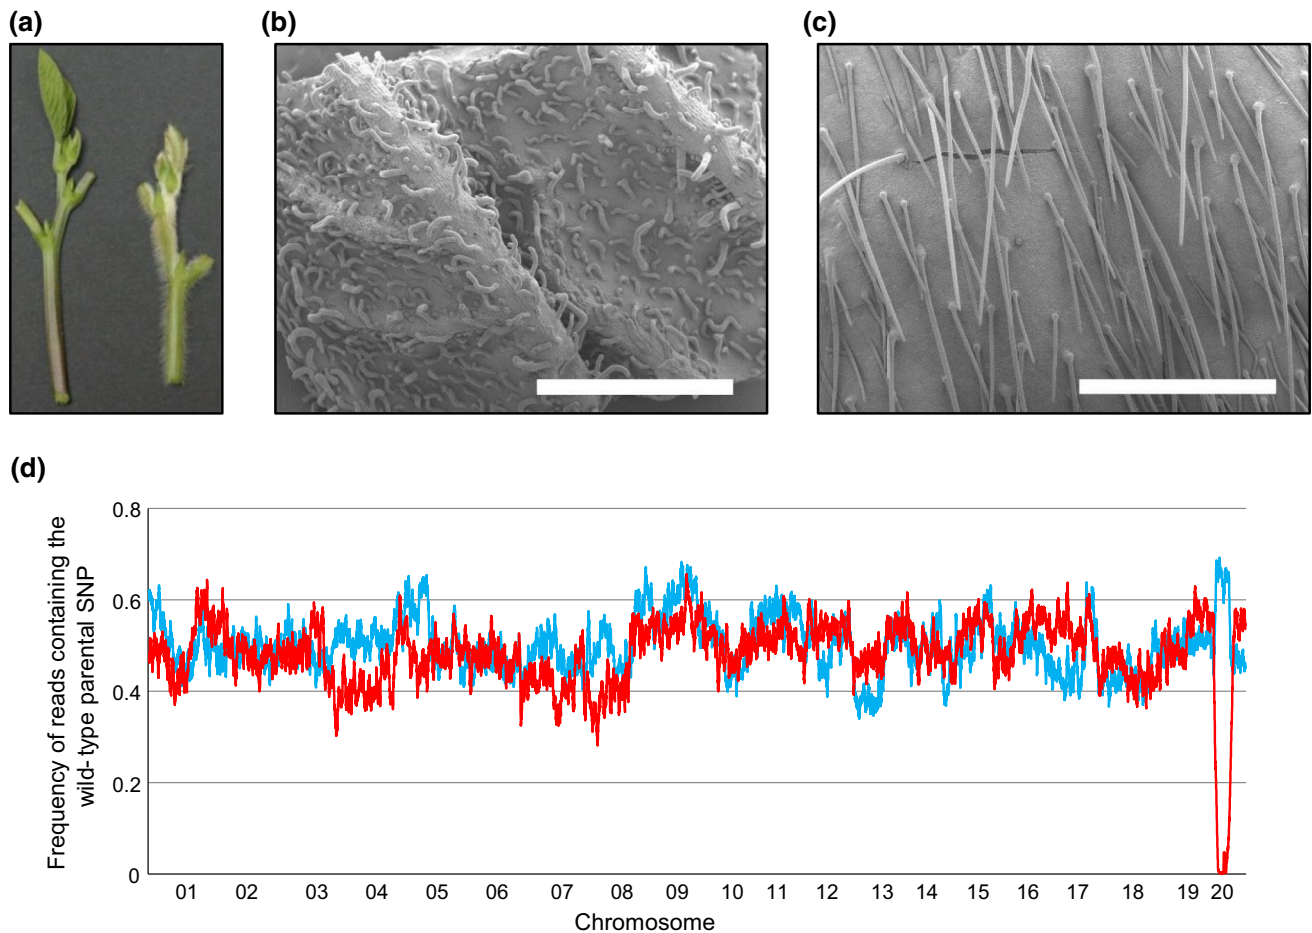 (a)
(b)
(c)
(d)
Frequency of reads containing the
wild-type parental SNP
0.8
0.6
0.4
0.2
0
01 02 03 04 05 06 07 08 09 10 11 12 13 14 15 16 17 18 19 20
Chromosome